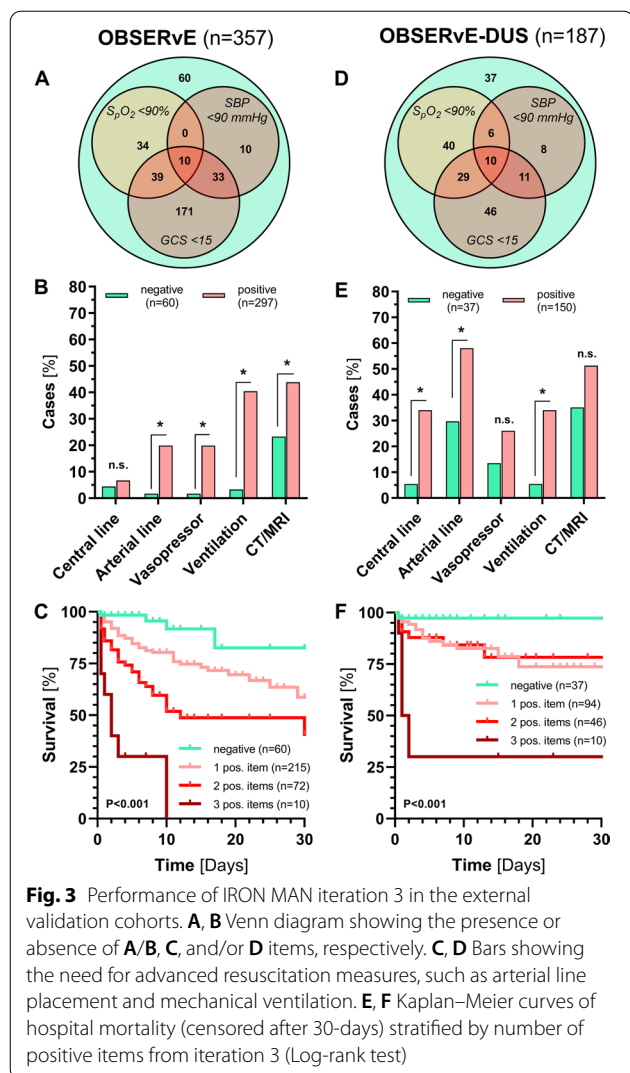 OBSERvE (n=357)
OBSERvE-DUS (n=187)
A
60
SpO2 <90%
SBP
<90 mmHg
0
34
10
10
39
33
171
GCS <15
D
37
SpO2 <90%
SBP
<90 mmHg
6
40
8
10
29
11
46
GCS <15
B
negative
(n=60)
positive
(n=297)
Cases [%]
80
70
60
50
40
30
20
10
0
n.s.
*
*
*
*
Central line
Arterial line
Vasopressor
Ventilation
CT/MRI
E
negative
(n=37)
positive
(n=150)
Cases [%]
80
70
60
50
40
30
20
10
0
*
*
n.s.
*
n.s.
Central line
Arterial line
Vasopressor
Ventilation
CT/MRI
C
Survival [%]
100
75
50
25
0
negative (n=60)
1 pos. item (n=215)
2 pos. items (n=72)
3 pos. items (n=10)
P<0.001
0 10 20 30
Time [Days]
F
Survival [%]
100
75
50
25
0
negative (n=37)
1 pos. item (n=94)
2 pos. items (n=46)
3 pos. items (n=10)
P<0.001
0 10 20 30
Time [Days]
Fig. 3 Performance of IRON MAN iteration 3 in the external
validation cohorts. A, B Venn diagram showing the presence or
absence of A/B, C, and/or D items, respectively. C, D Bars showing
the need for advanced resuscitation measures, such as arterial line
placement and mechanical ventilation. E, F Kaplan–Meier curves of
hospital mortality (censored after 30-days) stratified by number of
positive items from iteration 3 (Log-rank test)